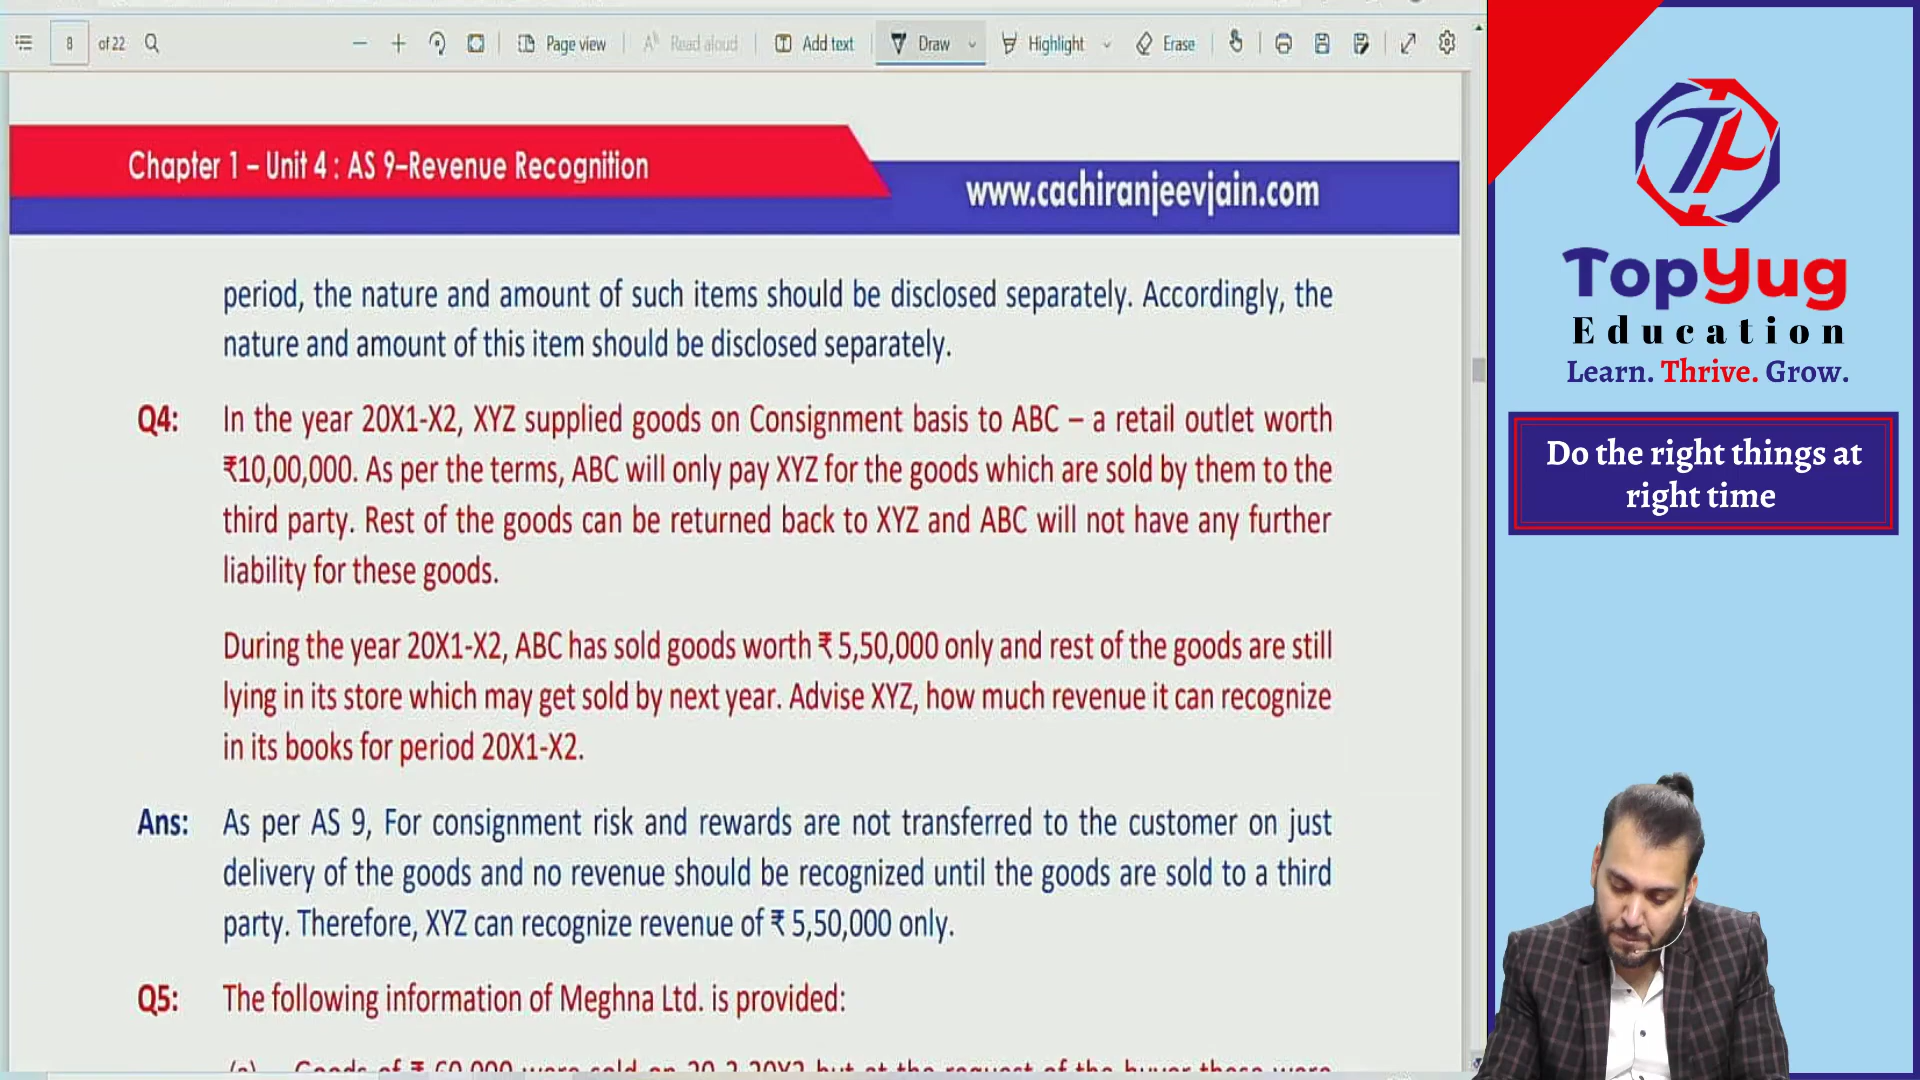 8 of 22 Page view Read aloud Add text Draw Highlight Erase
Chapter 1 – Unit 4 : AS 9–Revenue Recognition
www.cachiranjeevjain.com
period, the nature and amount of such items should be disclosed separately. Accordingly, the
nature and amount of this item should be disclosed separately.
Q4: In the year 20X1-X2, XYZ supplied goods on Consignment basis to ABC – a retail outlet worth
₹10,00,000. As per the terms, ABC will only pay XYZ for the goods which are sold by them to the
third party. Rest of the goods can be returned back to XYZ and ABC will not have any further
liability for these goods.
During the year 20X1-X2, ABC has sold goods worth ₹ 5,50,000 only and rest of the goods are still
lying in its store which may get sold by next year. Advise XYZ, how much revenue it can recognize
in its books for period 20X1-X2.
Ans: As per AS 9, For consignment risk and rewards are not transferred to the customer on just
delivery of the goods and no revenue should be recognized until the goods are sold to a third
party. Therefore, XYZ can recognize revenue of ₹ 5,50,000 only.
Q5: The following information of Meghna Ltd. is provided:
TopYug
Education
Learn. Thrive. Grow.
Do the right things at
right time